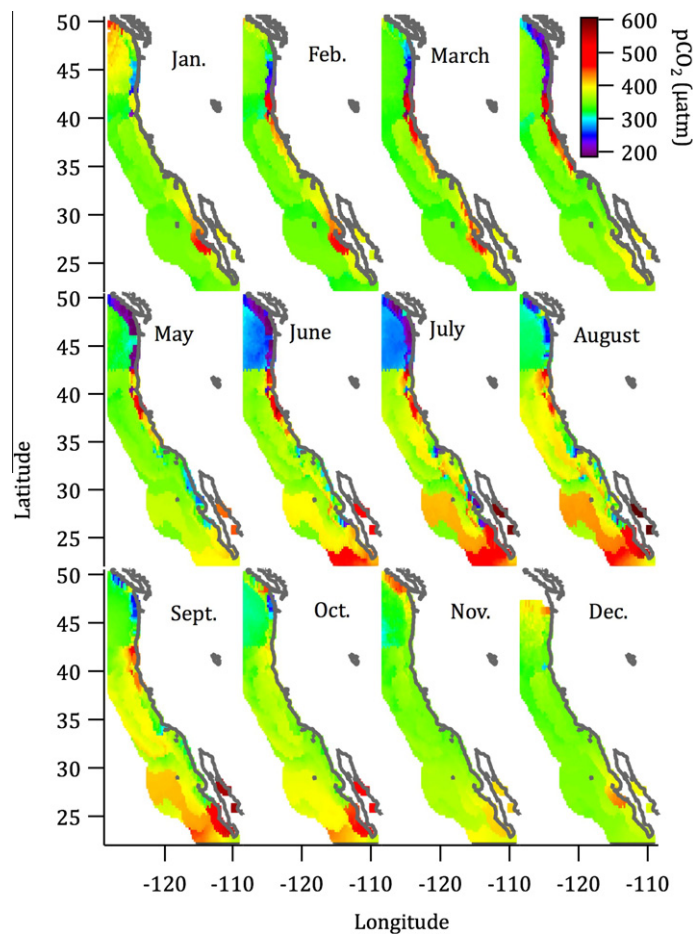 50
45
40
35
30
25
Jan.
Feb.
March
600
500
400
300
200
pCO₂ (μatm)
50
45
40
35
30
25
May
June
July
August
Latitude
50
45
40
35
30
25
Sept.
Oct.
Nov.
Dec.
-120 -110 -120 -110 -120 -110 -120 -110
Longitude